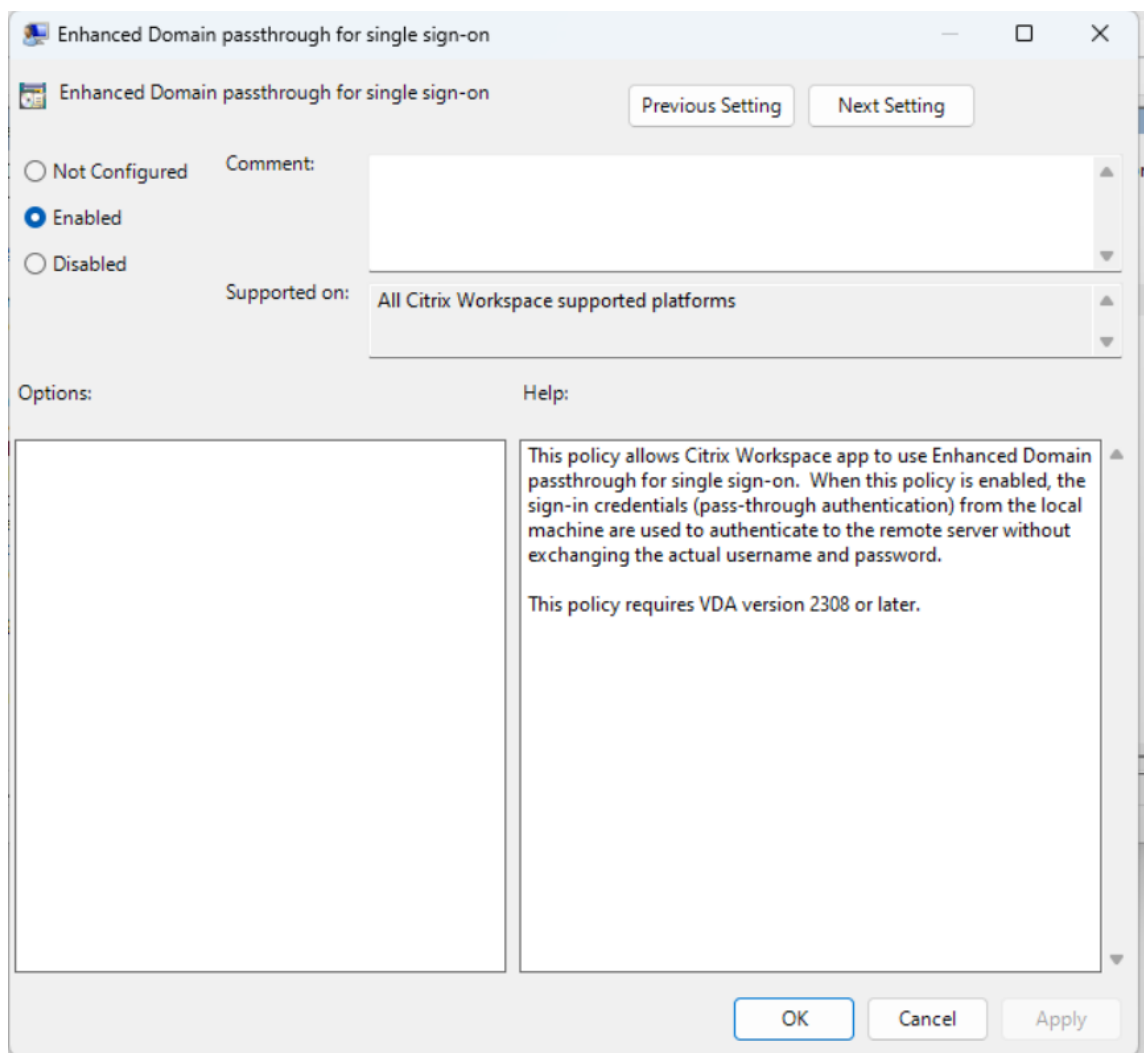 Enhanced Domain passthrough for single sign-on
Enhanced Domain passthrough for single sign-on
Previous Setting
Next Setting
Not Configured
Comment:
Enabled
Disabled
Supported on:
All Citrix Workspace supported platforms
Options:
Help:
This policy allows Citrix Workspace app to use Enhanced Domain
passthrough for single sign-on.  When this policy is enabled, the
sign-in credentials (pass-through authentication) from the local
machine are used to authenticate to the remote server without
exchanging the actual username and password.
This policy requires VDA version 2308 or later.
OK
Cancel
Apply